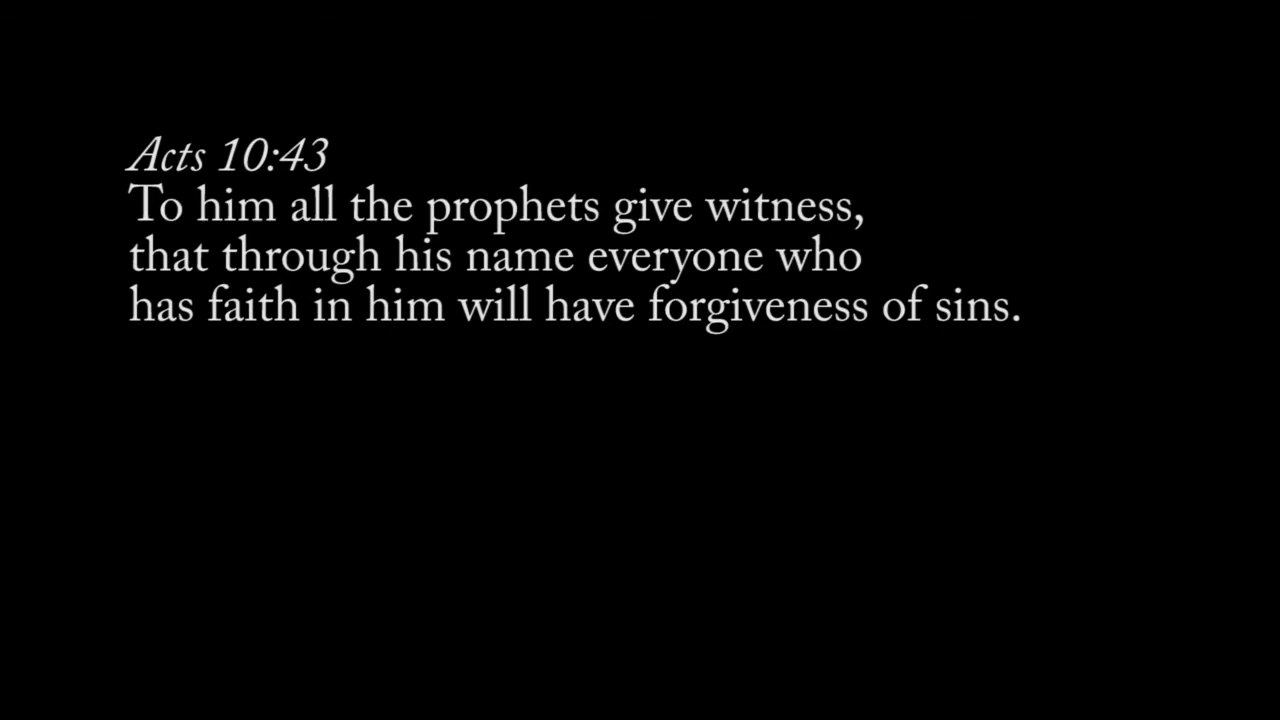 Acts 10:43
To him all the prophets give witness,
that through his name everyone who
has faith in him will have forgiveness of sins.